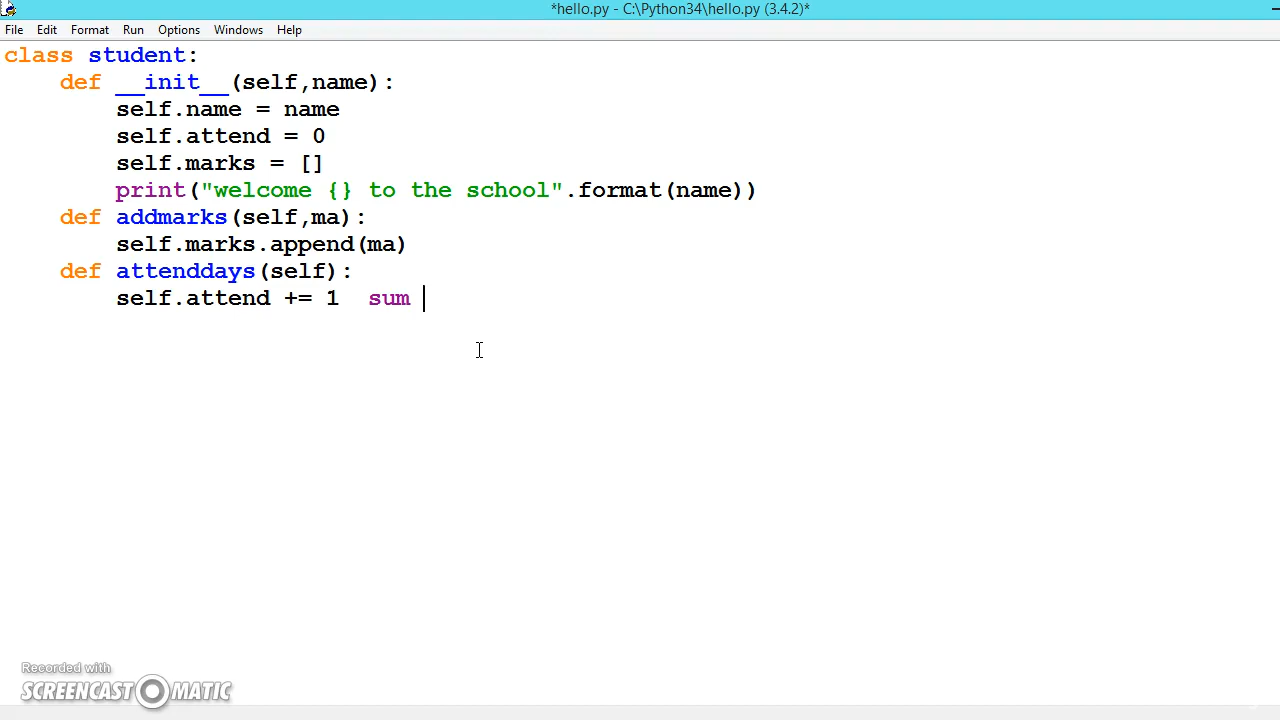 *hello.py - C:\Python34\hello.py (3.4.2)*
File Edit Format Run Options Windows Help
class student:
    def __init__(self,name):
        self.name = name
        self.attend = 0
        self.marks = []
        print("welcome {} to the school".format(name))
    def addmarks(self,ma):
        self.marks.append(ma)
    def attenddays(self):
        self.attend += 1  sum
Recorded with
SCREENCAST MATIC